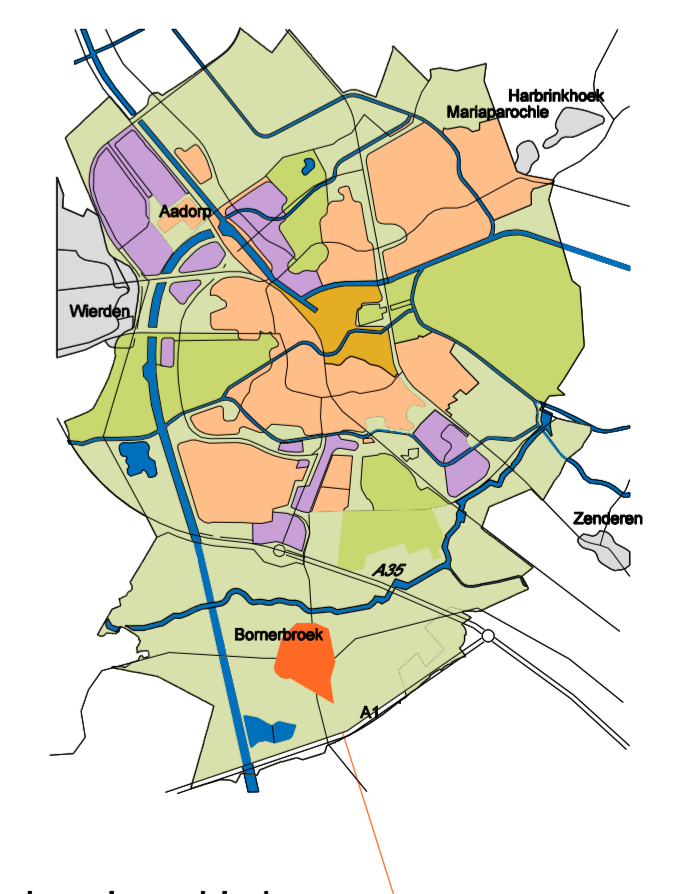 Harbrinkhoek
Mariaparochie
Aadorp
Wierden
Zenderen
A35
Bornerbroek
A1